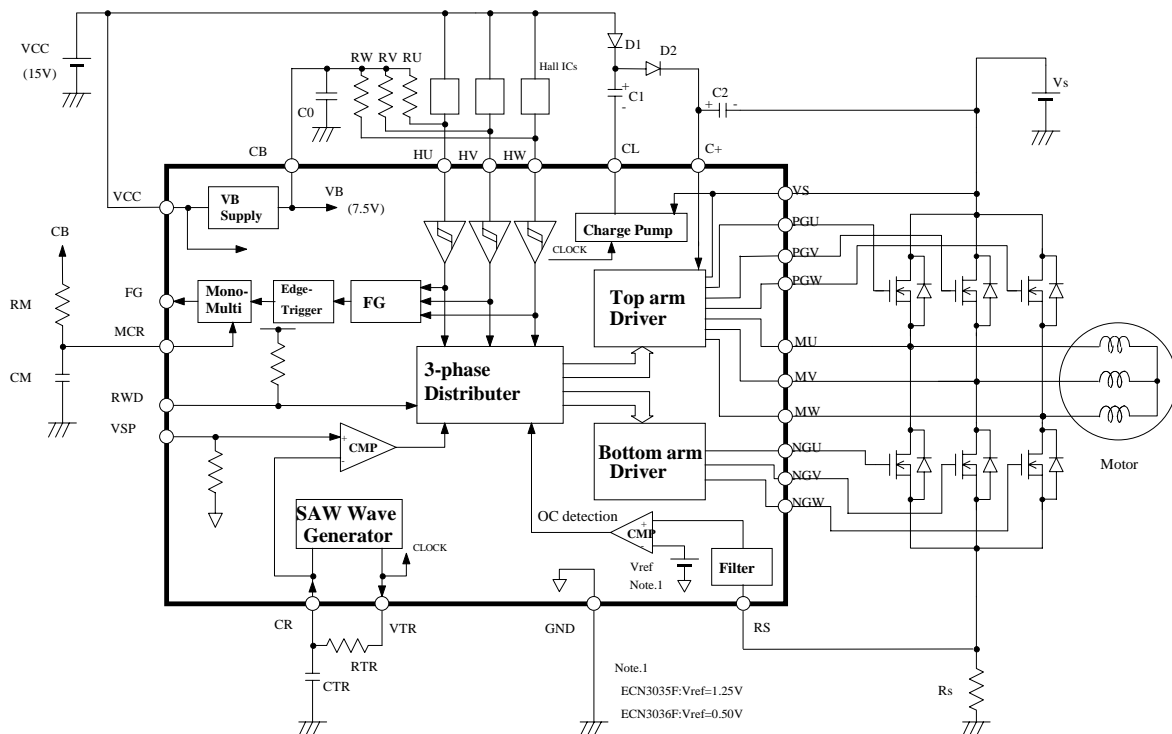 VCC
(15V)
RW RV RU
Hall ICs
D1
D2
C0
+
C1
-
C2
+ -
Vs
CB
HU
HV
HW
CL
C+
VCC
VB
Supply
VB
(7.5V)
VS
CB
CLOCK
Charge Pump
PGU
PGV
PGW
RM
FG
Mono-
Multi
Edge-
Trigger
FG
Top arm
Driver
MCR
MU
CM
3-phase
Distributer
MV
RWD
MW
VSP
+
-
CMP
Bottom arm
Driver
NGU
NGV
NGW
Motor
SAW Wave
Generator
CLOCK
OC detection
CMP
+
-
Vref
Note.1
Filter
CR
VTR
GND
RS
RTR
CTR
Rs
Note.1
ECN3035F:Vref=1.25V
ECN3036F:Vref=0.50V